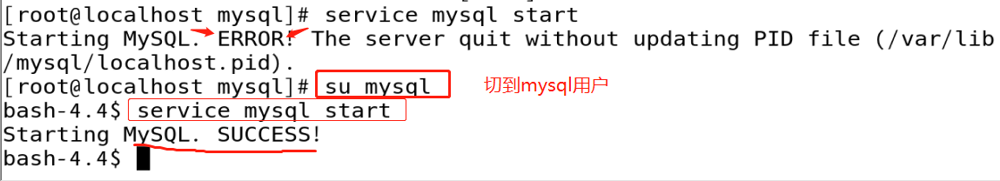 [root@localhost mysql]# service mysql start
Starting MySQL. ERROR! The server quit without updating PID file (/var/lib
/mysql/localhost.pid).
[root@localhost mysql]# su mysql 切到mysql用户
bash-4.4$ service mysql start
Starting MySQL. SUCCESS!
bash-4.4$